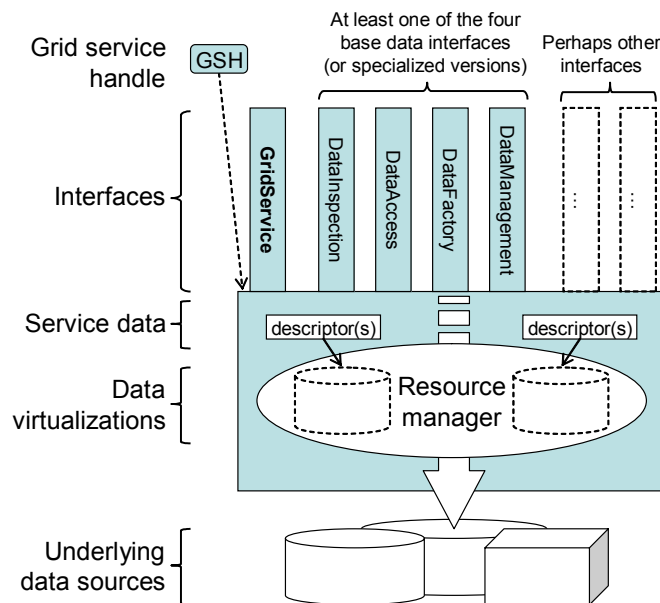 At least one of the four
base data interfaces
(or specialized versions)
Perhaps other
interfaces
Grid service
handle
GSH
Interfaces
GridService
DataInspection
DataAccess
DataFactory
DataManagement
...
...
Service data
descriptor(s)
descriptor(s)
Data
virtualizations
Resource
manager
Underlying
data sources